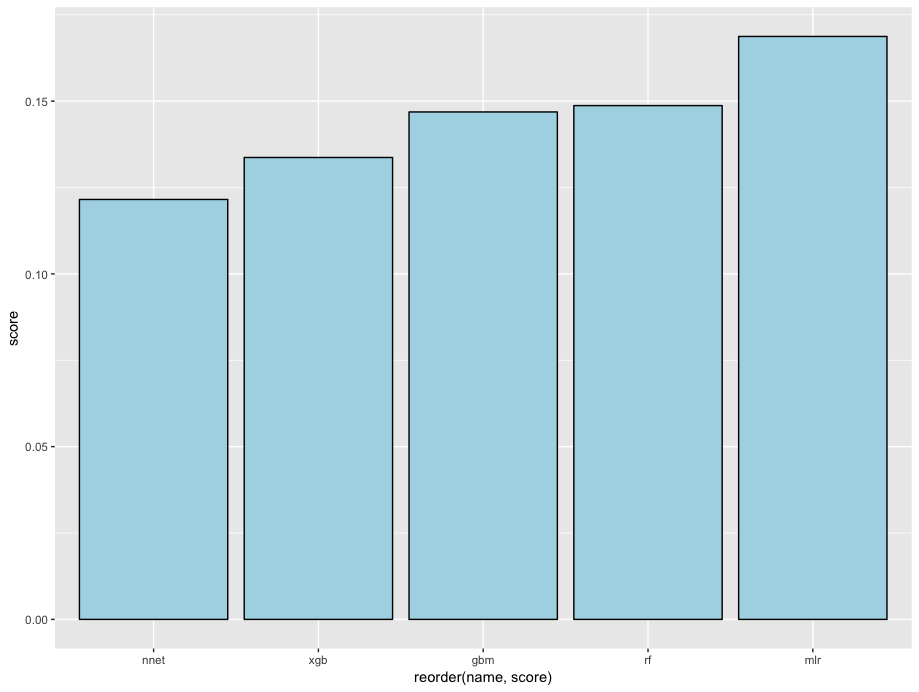 score
0.15
0.10
0.05
0.00
nnet xgb gbm rf mlr
reorder(name, score)